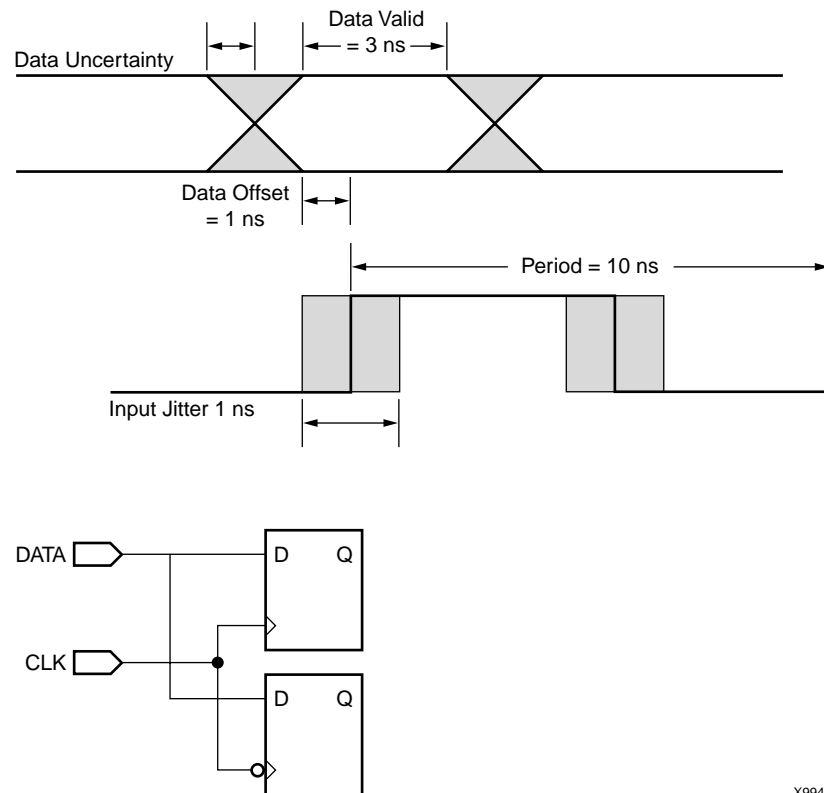 Data Valid
= 3 ns
Data Uncertainty
Data Offset
= 1 ns
Period = 10 ns
Input Jitter 1 ns
DATA
D Q
CLK
D Q